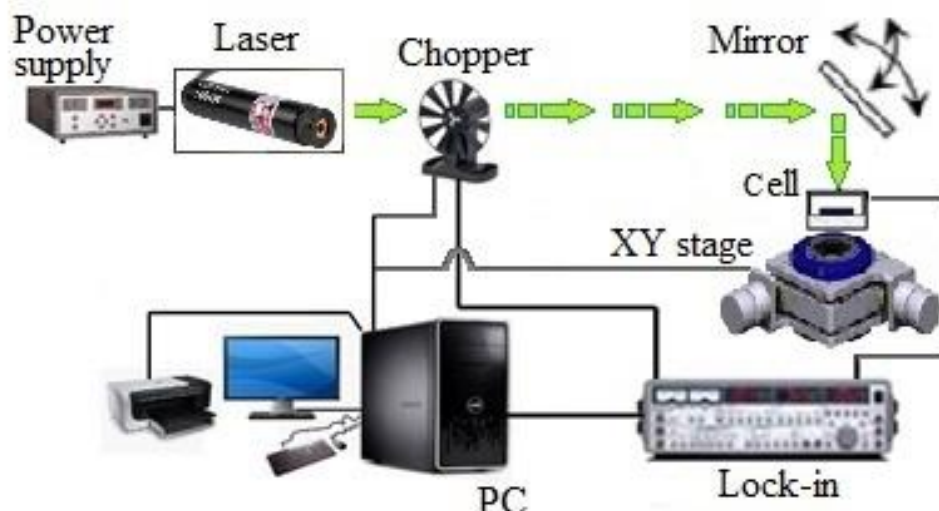 Power
supply
Laser
Chopper
Mirror
Cell
XY stage
PC
Lock-in